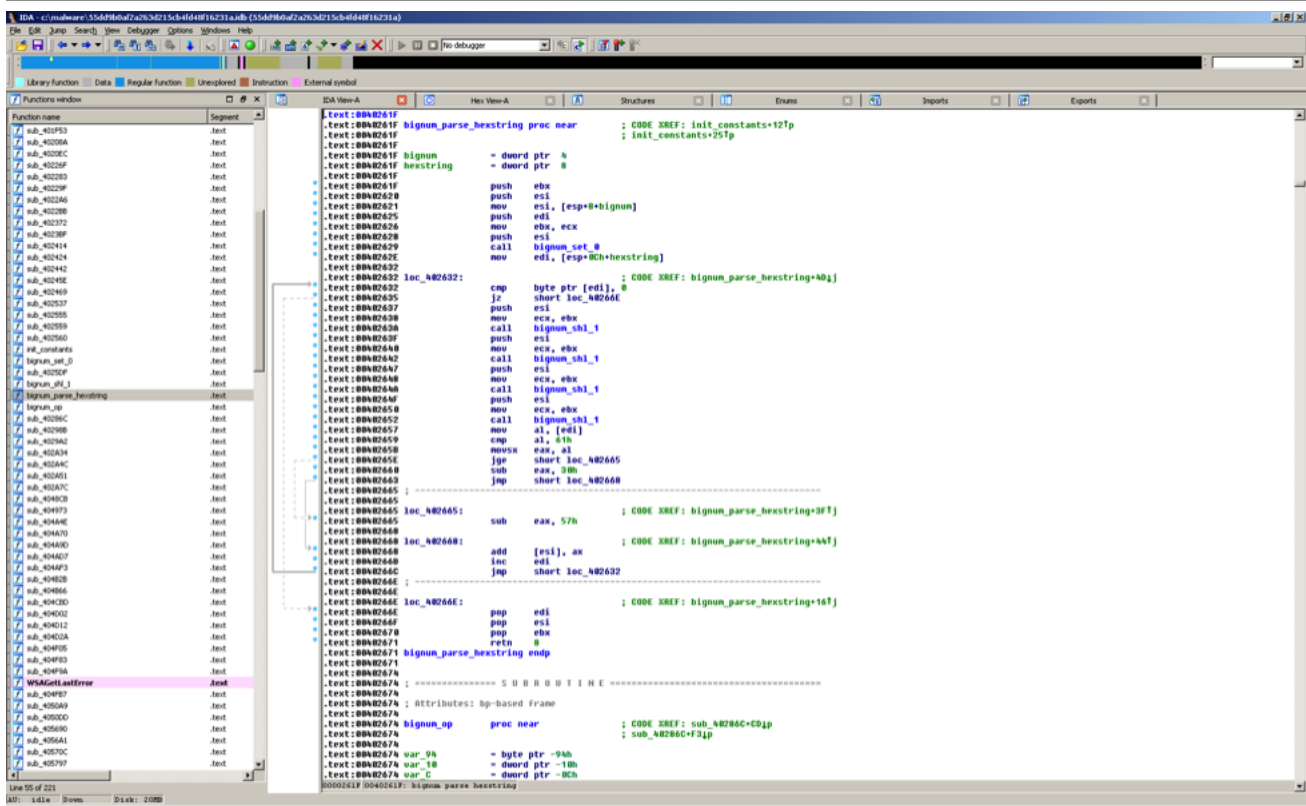 IDA - c:\malware\55dd9b0af2a263d215cb4fd48f16231a.idb (55dd9b0af2a263d215cb4fd48f16231a)
File Edit Jump Search View Debugger Options Windows Help
No debugger
Library function Data Regular function Unexplored Instruction External symbol
Functions window
Function name Segment
sub_401F53 .text
sub_40208A .text
sub_4020EC .text
sub_40226F .text
sub_402283 .text
sub_40229F .text
sub_4022A6 .text
sub_4022BB .text
sub_402372 .text
sub_4023BF .text
sub_402414 .text
sub_402424 .text
sub_402442 .text
sub_40245E .text
sub_402469 .text
sub_402537 .text
sub_402555 .text
sub_402559 .text
sub_402560 .text
init_constants .text
bignum_set_0 .text
sub_4025DF .text
bignum_shl_1 .text
bignum_parse_hexstring .text
bignum_op .text
sub_40286C .text
sub_40298B .text
sub_4029A2 .text
sub_402A34 .text
sub_402A4C .text
sub_402A51 .text
sub_402A7C .text
sub_4048CB .text
sub_404973 .text
sub_404A4E .text
sub_404A70 .text
sub_404A9D .text
sub_404AD7 .text
sub_404AF3 .text
sub_404B2B .text
sub_404B66 .text
sub_404CBD .text
sub_404D02 .text
sub_404D12 .text
sub_404D2A .text
sub_404F05 .text
sub_404F83 .text
sub_404F9A .text
WSAGetLastError .text
sub_404FB7 .text
sub_4050A9 .text
sub_4050DD .text
sub_405690 .text
sub_4056A1 .text
sub_40570C .text
sub_405797 .text
Line 55 of 221
IDA View-A Hex View-A Structures Enums Imports Exports
.text:0040261F
.text:0040261F bignum_parse_hexstring proc near ; CODE XREF: init_constants+12↑p
.text:0040261F ; init_constants+25↑p
.text:0040261F
.text:0040261F bignum = dword ptr 4
.text:0040261F hexstring = dword ptr 8
.text:0040261F
.text:0040261F push ebx
.text:00402620 push esi
.text:00402621 mov esi, [esp+8+bignum]
.text:00402625 push edi
.text:00402626 mov ebx, ecx
.text:00402628 push esi
.text:00402629 call bignum_set_0
.text:0040262E mov edi, [esp+0Ch+hexstring]
.text:00402632
.text:00402632 loc_402632: ; CODE XREF: bignum_parse_hexstring+4D↓j
.text:00402632 cmp byte ptr [edi], 0
.text:00402635 jz short loc_40266E
.text:00402637 push esi
.text:00402638 mov ecx, ebx
.text:0040263A call bignum_shl_1
.text:0040263F push esi
.text:00402640 mov ecx, ebx
.text:00402642 call bignum_shl_1
.text:00402647 push esi
.text:00402648 mov ecx, ebx
.text:0040264A call bignum_shl_1
.text:0040264F push esi
.text:00402650 mov ecx, ebx
.text:00402652 call bignum_shl_1
.text:00402657 mov al, [edi]
.text:00402659 cmp al, 61h
.text:0040265B movsx eax, al
.text:0040265E jge short loc_402665
.text:00402660 sub eax, 30h
.text:00402663 jmp short loc_402668
.text:00402665 ; ---------------------------------------------------------------------------
.text:00402665
.text:00402665 loc_402665: ; CODE XREF: bignum_parse_hexstring+3F↑j
.text:00402665 sub eax, 57h
.text:00402668
.text:00402668 loc_402668: ; CODE XREF: bignum_parse_hexstring+44↑j
.text:00402668 add [esi], ax
.text:0040266B inc edi
.text:0040266C jmp short loc_402632
.text:0040266E ; ---------------------------------------------------------------------------
.text:0040266E
.text:0040266E loc_40266E: ; CODE XREF: bignum_parse_hexstring+16↑j
.text:0040266E pop edi
.text:0040266F pop esi
.text:00402670 pop ebx
.text:00402671 retn 8
.text:00402671 bignum_parse_hexstring endp
.text:00402671
.text:00402674
.text:00402674 ; =============== S U B R O U T I N E =======================================
.text:00402674
.text:00402674 ; Attributes: bp-based frame
.text:00402674
.text:00402674 bignum_op proc near ; CODE XREF: sub_40286C+CD↓p
.text:00402674 ; sub_40286C+F3↓p
.text:00402674
.text:00402674 var_94 = byte ptr -94h
.text:00402674 var_10 = dword ptr -10h
.text:00402674 var_C = dword ptr -0Ch
0000261F 0040261F: bignum_parse_hexstring
AU: idle Down Disk: 20MB